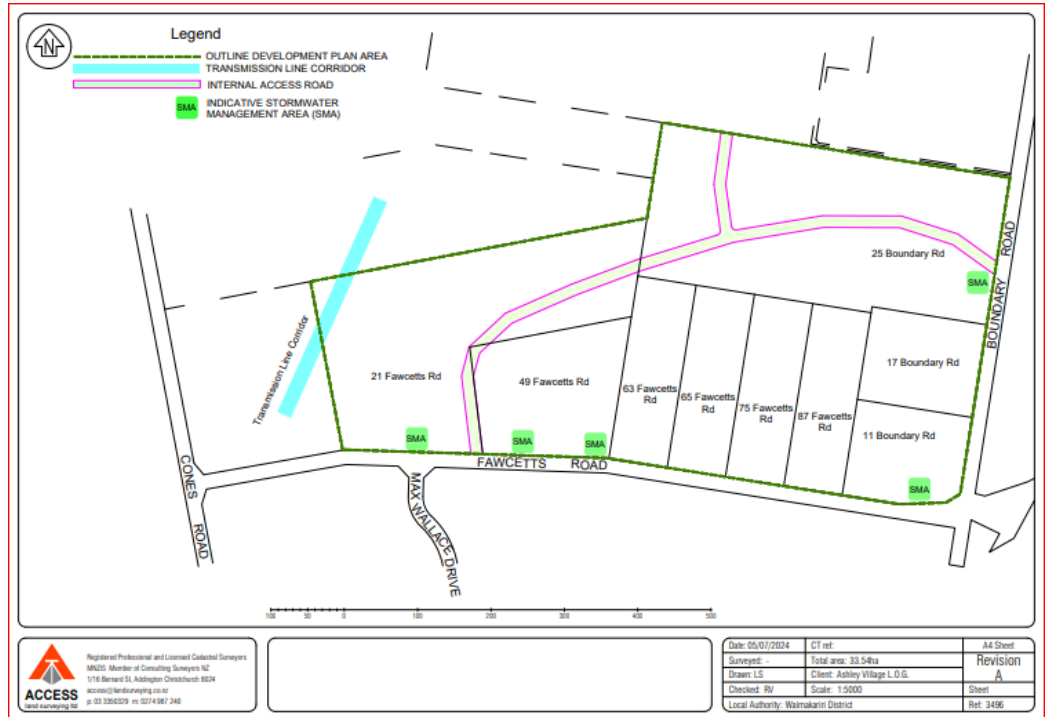 N
Legend
OUTLINE DEVELOPMENT PLAN AREA
TRANSMISSION LINE CORRIDOR
INTERNAL ACCESS ROAD
SMA
INDICATIVE STORMWATER
MANAGEMENT AREA (SMA)
25 Boundary Rd
BOUNDARY ROAD
SMA
Transmission Line Corridor
21 Fawcetts Rd
49 Fawcetts Rd
63 Fawcetts
Rd
65 Fawcetts
Rd
75 Fawcetts
Rd
87 Fawcetts
Rd
17 Boundary Rd
11 Boundary Rd
SMA
SMA
SMA
SMA
FAWCETTS ROAD
CONES ROAD
MAX WALLACE DRIVE
100 50 0 100 200 300 400 500
ACCESS
land surveying ltd
Registered Professional and Licensed Cadastral Surveyors
MNZIS Member of Consulting Surveyors NZ
1/16 Bernard St, Addington Christchurch 8024
access@landsurveying.co.nz
p: 03 3350329 m: 0274 987 248
Date: 05/07/2024 CT ref: A4 Sheet
Surveyed: - Total area: 33.54ha Revision
Drawn: LS Client: Ashley Village L.O.G. A
Checked: RV Scale: 1:5000 Sheet
Local Authority: Waimakariri District Ref: 3496